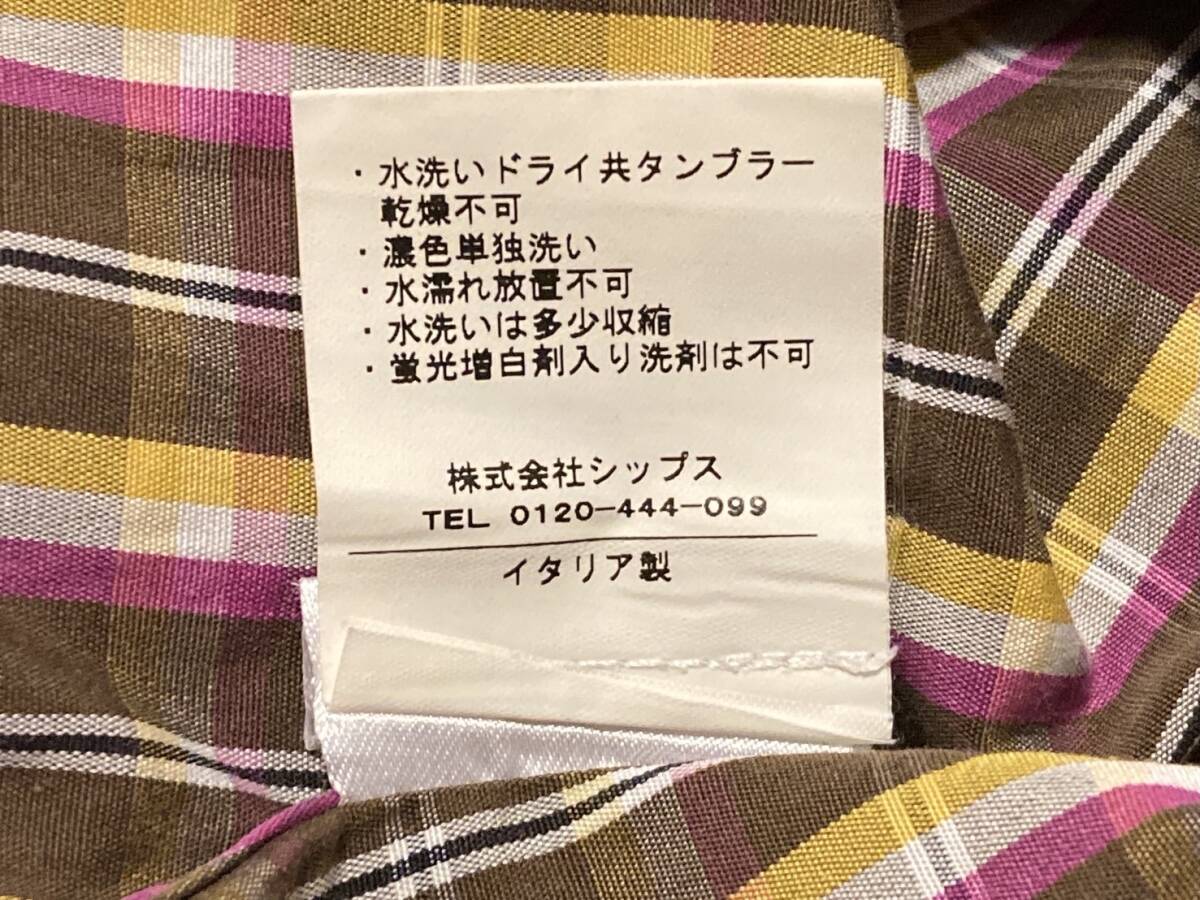 ・水洗いドライ共タンブラー
乾燥不可
・濃色単独洗い
・水濡れ放置不可
・水洗いは多少収縮
・蛍光増白剤入り洗剤は不可
株式会社シップス
TEL 0120-444-099
イタリア製